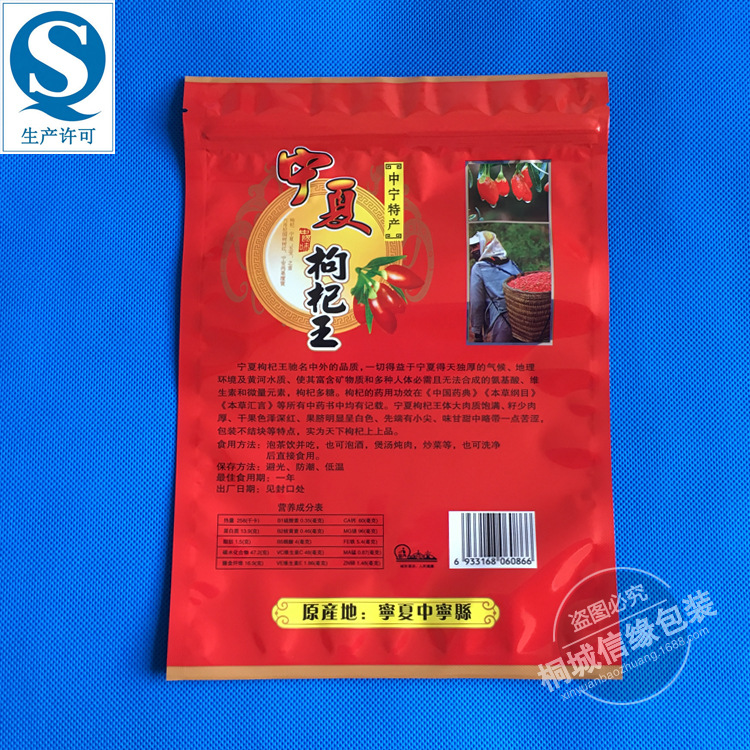 QS
生产许可
宁夏
枸杞王
中宁特产
宁夏枸杞王驰名中外的品质，一切得益于宁夏得天独厚的气候、地理
环境及黄河水质、使其富含矿物质和多种人体必需且无法合成的氨基酸、维
生素和微量元素，枸杞多糖。枸杞的药用功效在《中国药典》《本草纲目》
《本草汇言》等所有中药书中均有记载。宁夏枸杞王体大肉质饱满、籽少肉
厚、干果色泽深红、果脐明显呈白色、先端有小尖、味甘甜中略带一点苦涩，
包装不结块等特点，实为天下枸杞上上品。
食用方法：泡茶饮并吃，也可泡酒，煲汤炖肉，炒菜等，也可洗净
后直接食用。
保存方法：避光、防潮、低温
最佳食用期：一年
出厂日期：见封口处
营养成分表
6 933168 060866
原産地：寧夏中寧縣
盗图必究
桐城信缘包装
xinyuanbaozhuang.1688.com